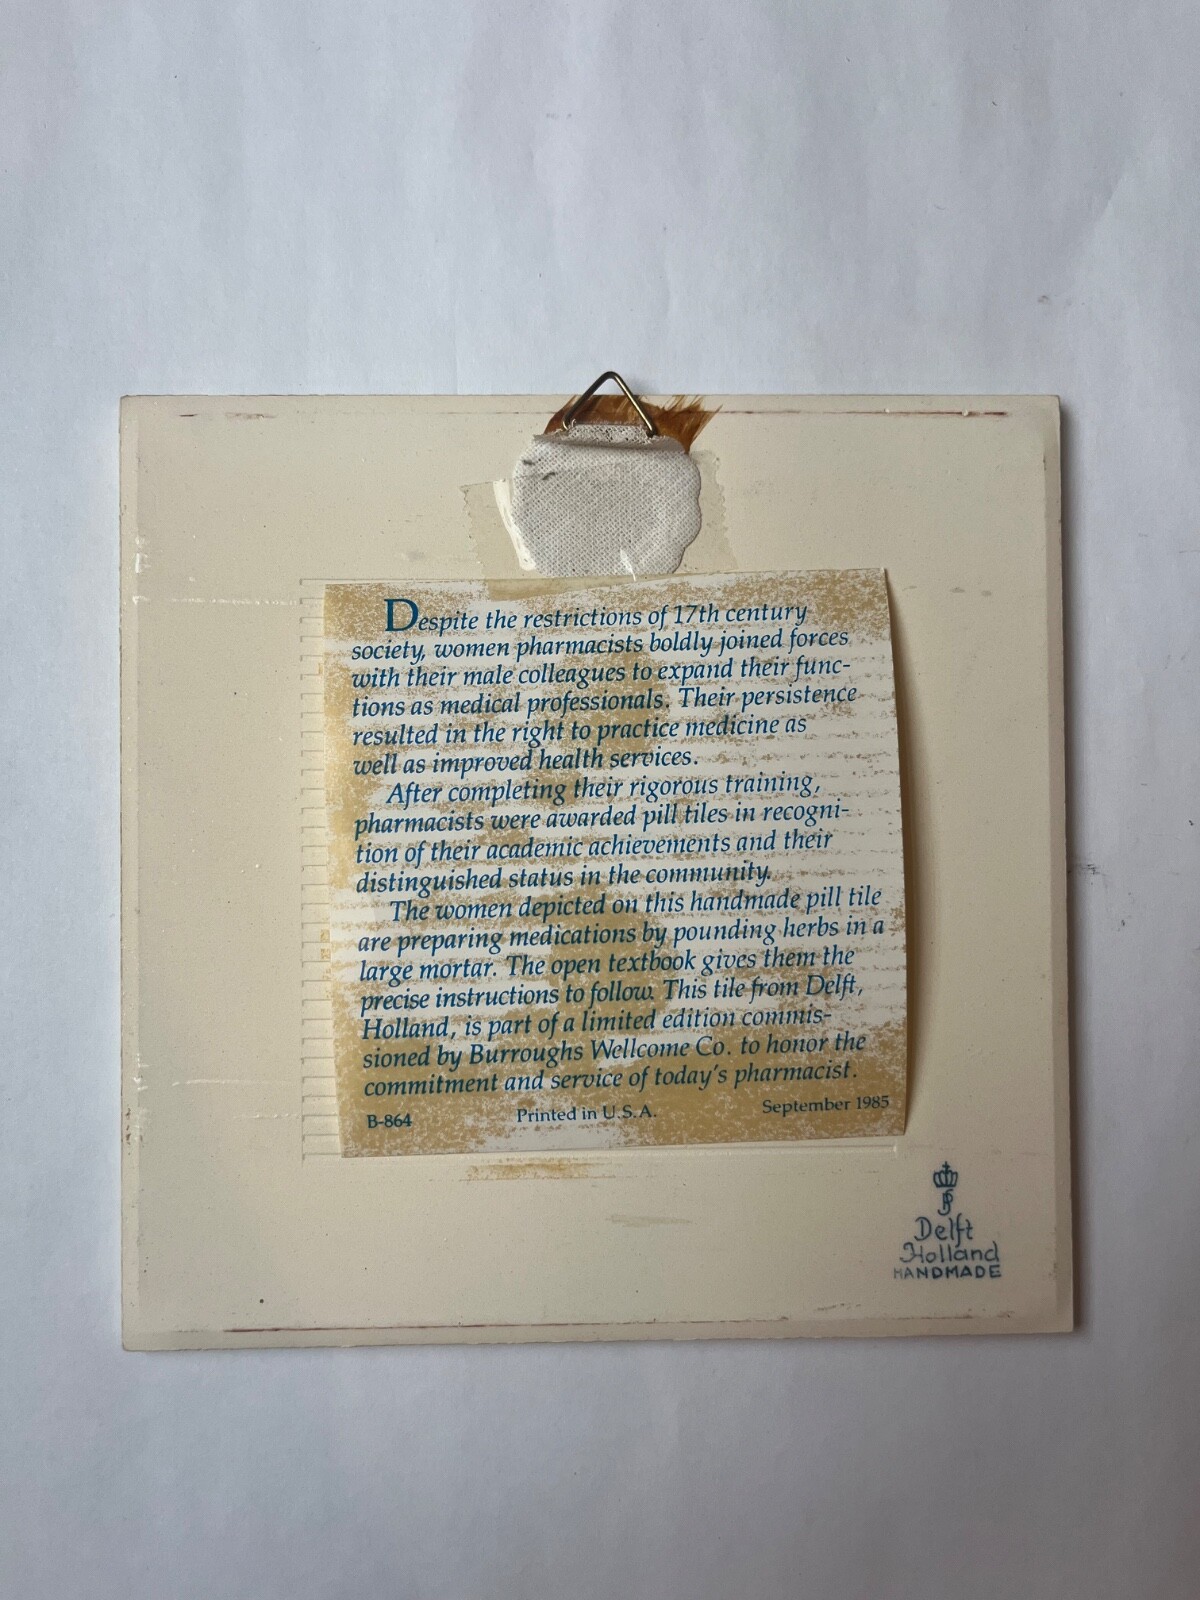 Despite the restrictions of 17th century
society, women pharmacists boldly joined forces
with their male colleagues to expand their func-
tions as medical professionals. Their persistence
resulted in the right to practice medicine as
well as improved health services.
After completing their rigorous training,
pharmacists were awarded pill tiles in recogni-
tion of their academic achievements and their
distinguished status in the community.
The women depicted on this handmade pill tile
are preparing medications by pounding herbs in a
large mortar. The open textbook gives them the
precise instructions to follow. This tile from Delft,
Holland, is part of a limited edition commis-
sioned by Burroughs Wellcome Co. to honor the
commitment and service of today's pharmacist.
B-864 Printed in U.S.A. September 1985
Delft
Holland
HANDMADE